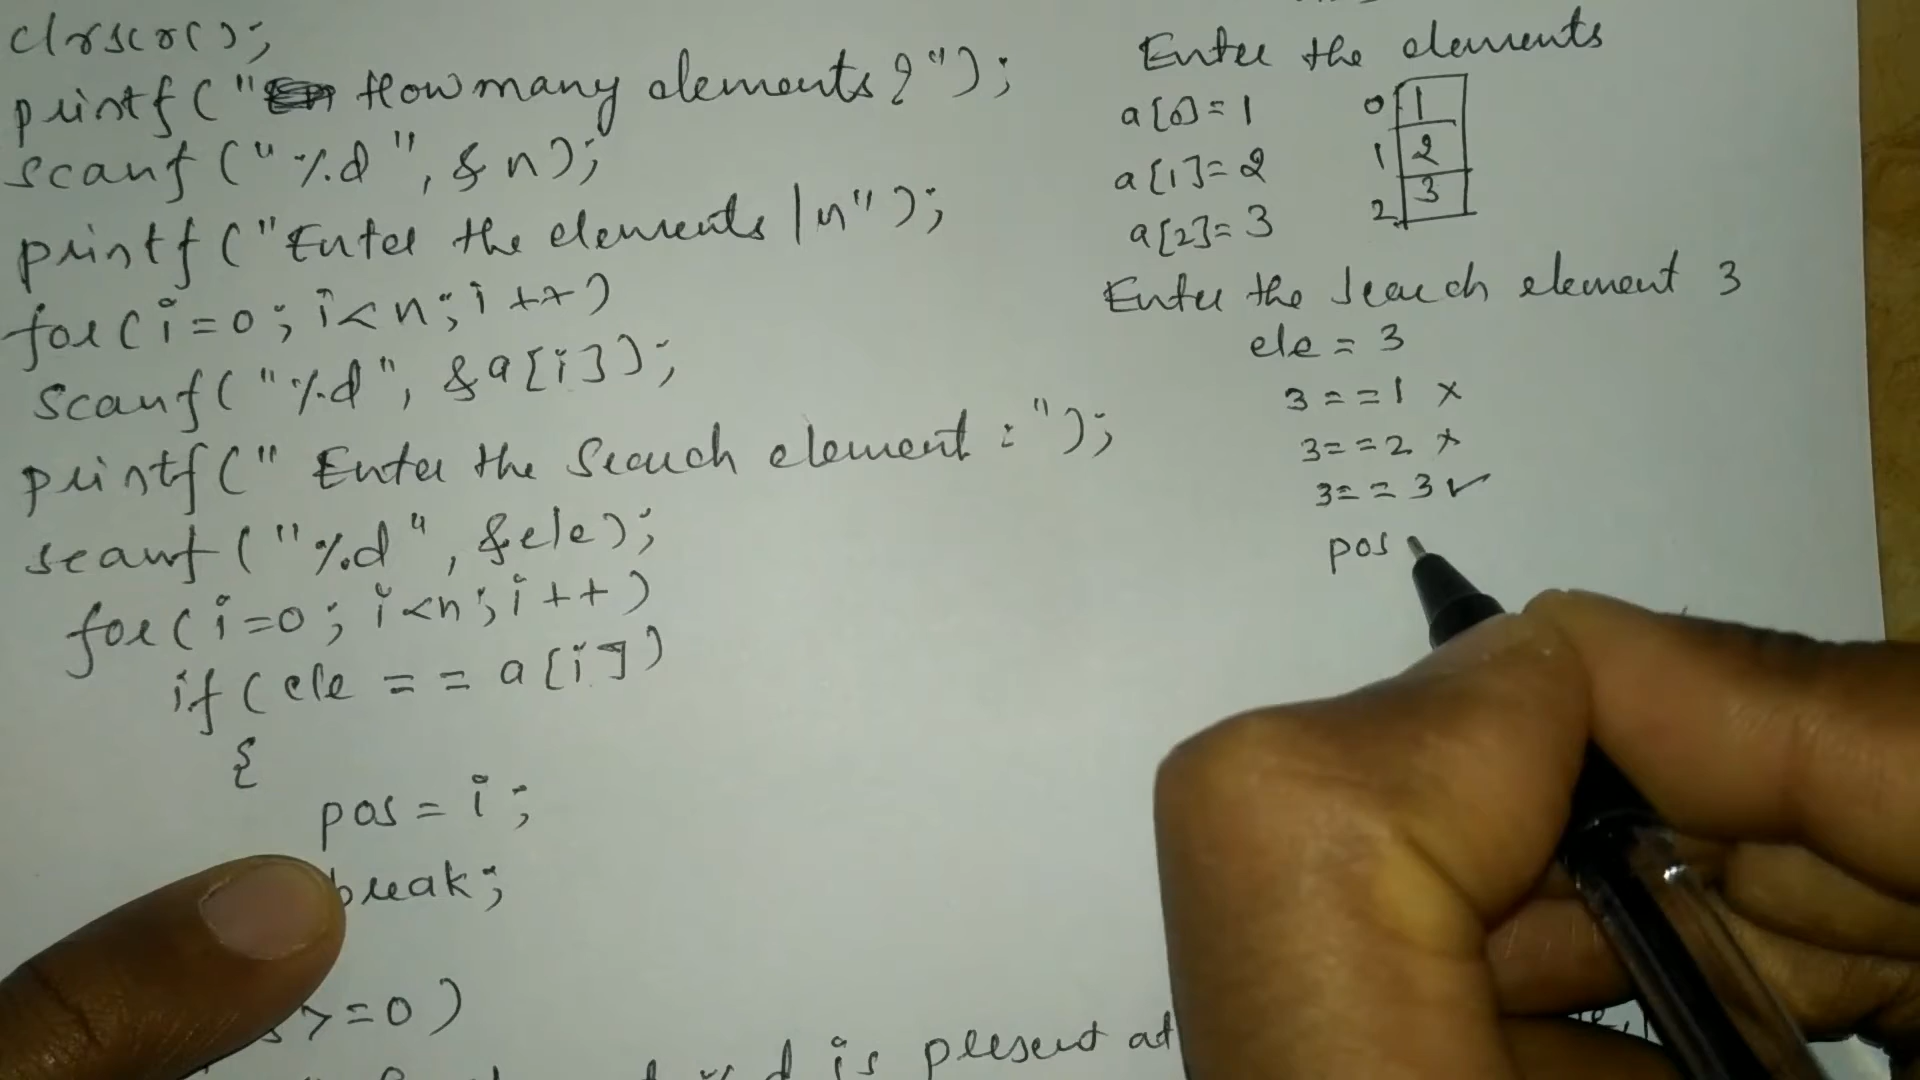 clrscr();
printf(" How many elements?");
scanf("%d", &n);
printf("Enter the elements \n");
for(i=0; i<n; i++)
scanf("%d", &a[i]);
printf(" Enter the Search element :");
scanf("%d", &ele);
for(i=0; i<n; i++)
if(ele == a[i])
{
pos = i;
break;
>=0)
is present at
Enter the elements
a[0]=1
a[1]=2
a[2]=3
0 1
1 2
2 3
Enter the Search element 3
ele = 3
3==1 ×
3==2 ×
3==3 ✓
pos